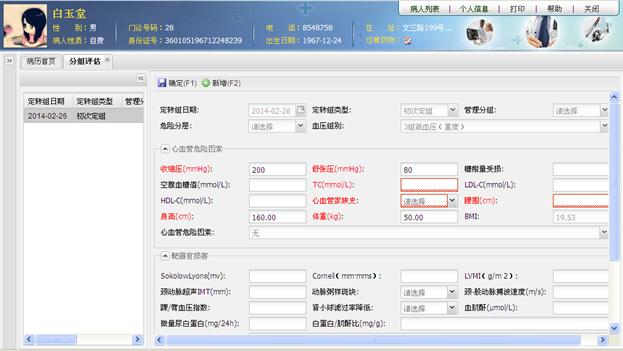 白玉堂
病人列表 | 个人信息 | 打印 | 帮助 | 关闭
性 别：男 门诊号码：28 电 话：8548758 住 址：文三路199号...
病人性质：自费 身份证号：360105196712248239 出生日期：1967-12-24 过敏药物：
病历首页 分组评估
确定(F1) 新增(F2)
定转组日期 定转组类型 管理分
2014-02-26 初次定组
定转组日期: 2014-02-26 定转组类型: 初次定组 管理分组: 请选择
危险分层: 请选择 血压组别: 3组高血压（重度）
心血管危险因素
收缩压(mmHg): 200 舒张压(mmHg): 80 糖耐量受损:
空腹血糖值(mmol/L): TC(mmol/L): LDL-C(mmol/L):
HDL-C(mmol/L): 心血管家族史: 请选择 腰围(cm):
身高(cm): 160.00 体重(kg): 50.00 BMI: 19.53
心血管危险因素: 无
靶器官损害
SokolowLyons(mv): Cornell(mm·mms): LVMI(g/m2):
颈动脉超声IMT(mm): 动脉粥样斑块: 请选择 颈-股动脉搏波速度(m/s):
踝/臂血压指数: 肾小球滤过率降低: 请选择 血肌酐(μmol/L):
微量尿白蛋白(mg/24h): 白蛋白/肌酐比(mg/g):